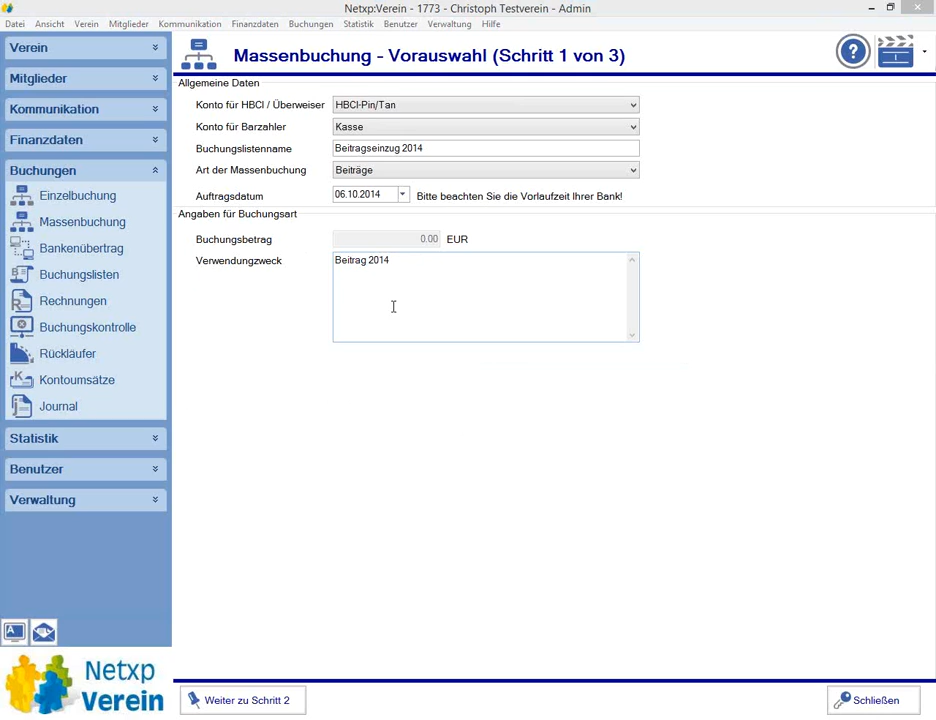 Netxp:Verein - 1773 - Christoph Testverein - Admin
Datei Ansicht Verein Mitglieder Kommunikation Finanzdaten Buchungen Statistik Benutzer Verwaltung Hilfe
Verein
Mitglieder
Kommunikation
Finanzdaten
Buchungen
Einzelbuchung
Massenbuchung
Bankenübertrag
Buchungslisten
Rechnungen
Buchungskontrolle
Rückläufer
Kontoumsätze
Journal
Statistik
Benutzer
Verwaltung
Netxp
Verein
Massenbuchung - Vorauswahl (Schritt 1 von 3)
Allgemeine Daten
Konto für HBCI / Überweiser HBCI-Pin/Tan
Konto für Barzahler Kasse
Buchungslistenname Beitragseinzug 2014
Art der Massenbuchung Beiträge
Auftragsdatum 06.10.2014 Bitte beachten Sie die Vorlaufzeit Ihrer Bank!
Angaben für Buchungsart
Buchungsbetrag 0.00 EUR
Verwendungszweck Beitrag 2014
Weiter zu Schritt 2 Schließen